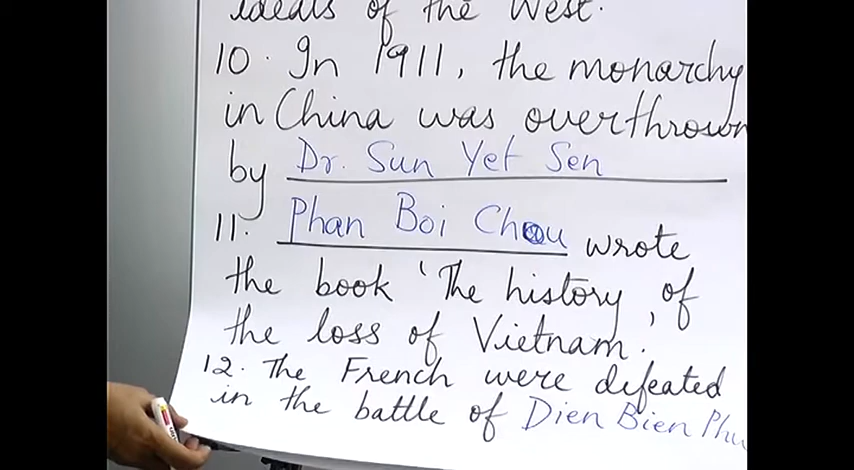 ideals of the West.
10. In 1911, the monarchy
in China was overthrown
by Dr. Sun Yet Sen
11. Phan Boi Chau wrote
the book 'The history of
the loss of Vietnam.'
12. The French were defeated
in the battle of Dien Bien Phu